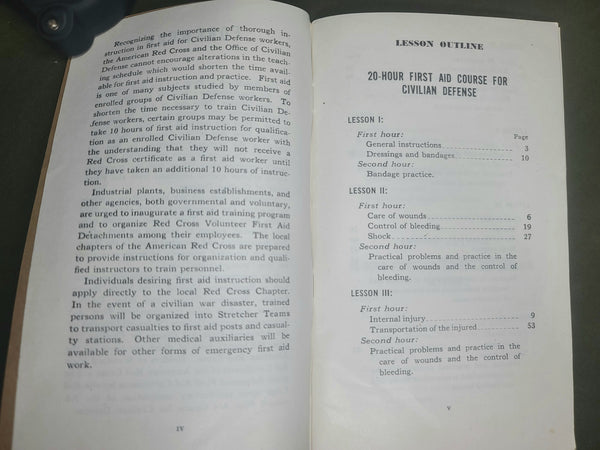 Recognizing the importance of thorough in-
struction in first aid for Civilian Defense workers,
the American Red Cross and the Office of Civilian
Defense cannot encourage alterations in the teach-
ing schedule which would shorten the time avail-
able for first aid instruction and practice. First aid
is one of many subjects studied by members of
enrolled groups of Civilian Defense workers. To
shorten the time necessary to train Civilian De-
fense workers, certain groups may be permitted to
take 10 hours of first aid instruction for qualifica-
tion as an enrolled Civilian Defense worker with
the understanding that they will not receive a
Red Cross certificate as a first aid worker until
they have taken an additional 10 hours of instruc-
tion.
Industrial plants, business establishments, and
other agencies, both governmental and voluntary,
are urged to inaugurate a first aid training program
and to organize Red Cross Volunteer First Aid
Detachments among their employees. The local
chapters of the American Red Cross are prepared
to provide instructions for organization and quali-
fied instructors to train personnel.
Individuals desiring first aid instruction should
apply directly to the local Red Cross Chapter.
In the event of a civilian war disaster, trained
persons will be organized into Stretcher Teams
to transport casualties to first aid posts and casual-
ty stations. Other medical auxiliaries will be
available for other forms of emergency first aid
work.
IV
LESSON OUTLINE
20-HOUR FIRST AID COURSE FOR
CIVILIAN DEFENSE
LESSON I:
First hour: Page
General instructions 3
Dressings and bandages 10
Second hour:
Bandage practice.
LESSON II:
First hour:
Care of wounds 6
Control of bleeding 19
Shock 27
Second hour:
Practical problems and practice in the
care of wounds and the control of
bleeding.
LESSON III:
First hour:
Internal injury 9
Transportation of the injured 53
Second hour:
Practical problems and practice in the
care of wounds and the control of
bleeding.
V